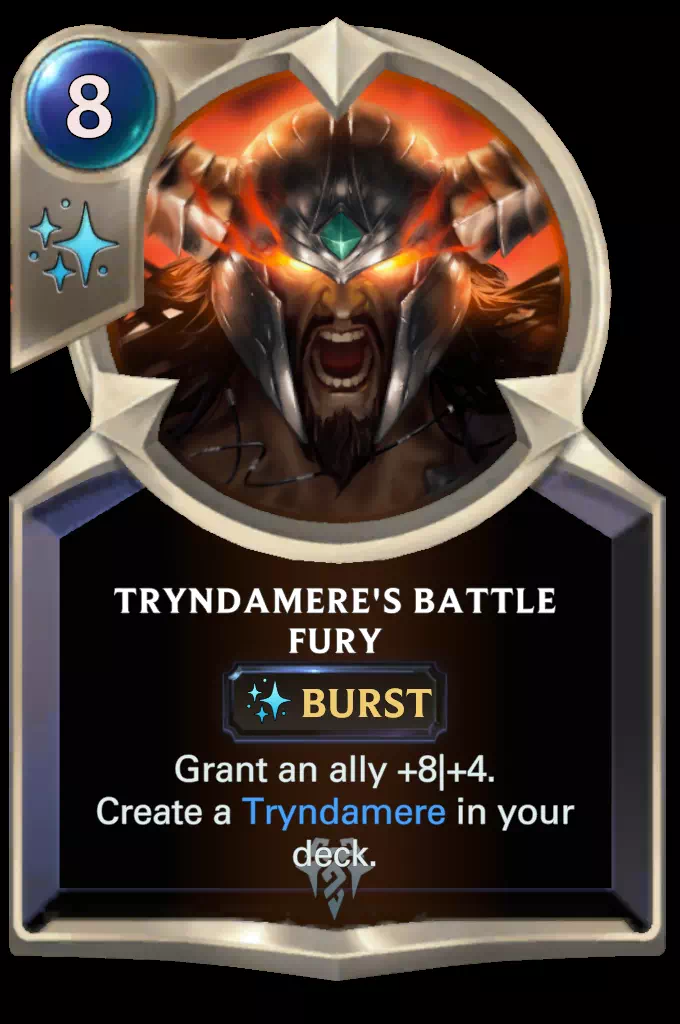 8
TRYNDAMERE'S BATTLE
FURY
BURST
Grant an ally +8|+4.
Create a Tryndamere in your
deck.